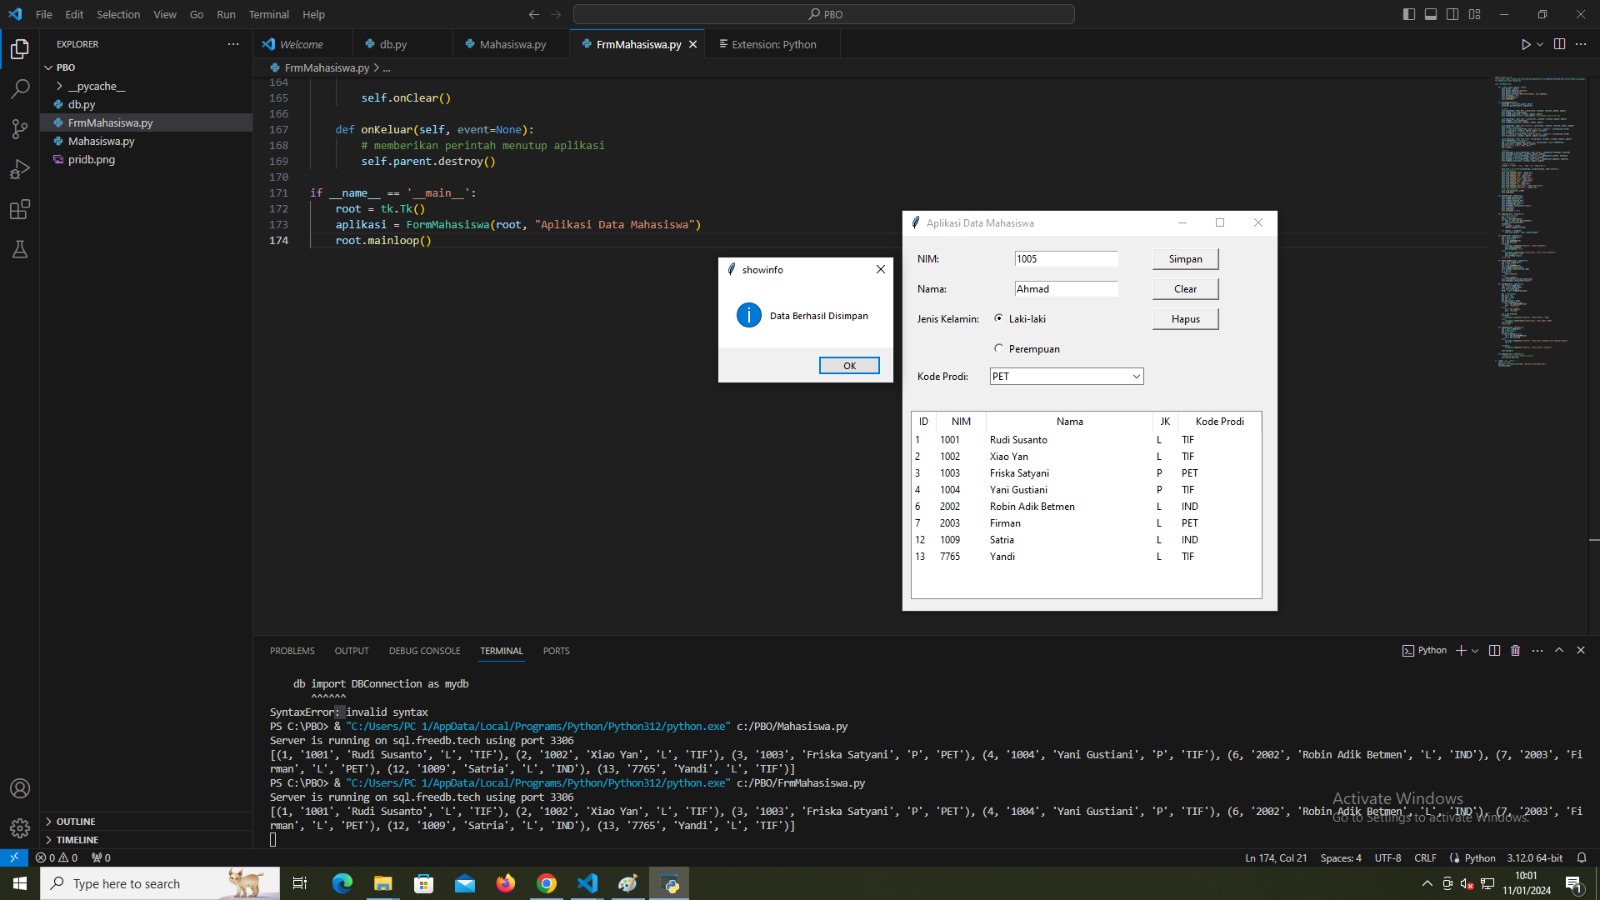 File Edit Selection View Go Run Terminal Help
PBO
EXPLORER
Welcome
db.py
Mahasiswa.py
FrmMahasiswa.py
Extension: Python
PBO
__pycache__
db.py
FrmMahasiswa.py
Mahasiswa.py
pridb.png
FrmMahasiswa.py > ...
164
165 self.onClear()
166
167 def onKeluar(self, event=None):
168 # memberikan perintah menutup aplikasi
169 self.parent.destroy()
170
171 if __name__ == '__main__':
172 root = tk.Tk()
173 aplikasi = FormMahasiswa(root, "Aplikasi Data Mahasiswa")
174 root.mainloop()
showinfo
Data Berhasil Disimpan
OK
Aplikasi Data Mahasiswa
NIM: 1005 Simpan
Nama: Ahmad Clear
Jenis Kelamin: Laki-laki Hapus
Perempuan
Kode Prodi: PET
ID NIM Nama JK Kode Prodi
1 1001 Rudi Susanto L TIF
2 1002 Xiao Yan L TIF
3 1003 Friska Satyani P PET
4 1004 Yani Gustiani P TIF
6 2002 Robin Adik Betmen L IND
7 2003 Firman L PET
12 1009 Satria L IND
13 7765 Yandi L TIF
PROBLEMS OUTPUT DEBUG CONSOLE TERMINAL PORTS
Python
db import DBConnection as mydb
^^^^^^
SyntaxError: invalid syntax
PS C:\PBO> & "C:/Users/PC 1/AppData/Local/Programs/Python/Python312/python.exe" c:/PBO/Mahasiswa.py
Server is running on sql.freedb.tech using port 3306
[(1, '1001', 'Rudi Susanto', 'L', 'TIF'), (2, '1002', 'Xiao Yan', 'L', 'TIF'), (3, '1003', 'Friska Satyani', 'P', 'PET'), (4, '1004', 'Yani Gustiani', 'P', 'TIF'), (6, '2002', 'Robin Adik Betmen', 'L', 'IND'), (7, '2003', 'Fi
rman', 'L', 'PET'), (12, '1009', 'Satria', 'L', 'IND'), (13, '7765', 'Yandi', 'L', 'TIF')]
PS C:\PBO> & "C:/Users/PC 1/AppData/Local/Programs/Python/Python312/python.exe" c:/PBO/FrmMahasiswa.py
Server is running on sql.freedb.tech using port 3306
[(1, '1001', 'Rudi Susanto', 'L', 'TIF'), (2, '1002', 'Xiao Yan', 'L', 'TIF'), (3, '1003', 'Friska Satyani', 'P', 'PET'), (4, '1004', 'Yani Gustiani', 'P', 'TIF'), (6, '2002', 'Robin Adik Betmen', 'L', 'IND'), (7, '2003', 'Fi
rman', 'L', 'PET'), (12, '1009', 'Satria', 'L', 'IND'), (13, '7765', 'Yandi', 'L', 'TIF')]
Activate Windows
Go to Settings to activate Windows.
OUTLINE
TIMELINE
0 0 0
Ln 174, Col 21 Spaces: 4 UTF-8 CRLF Python 3.12.0 64-bit
Type here to search
10:01
11/01/2024
1